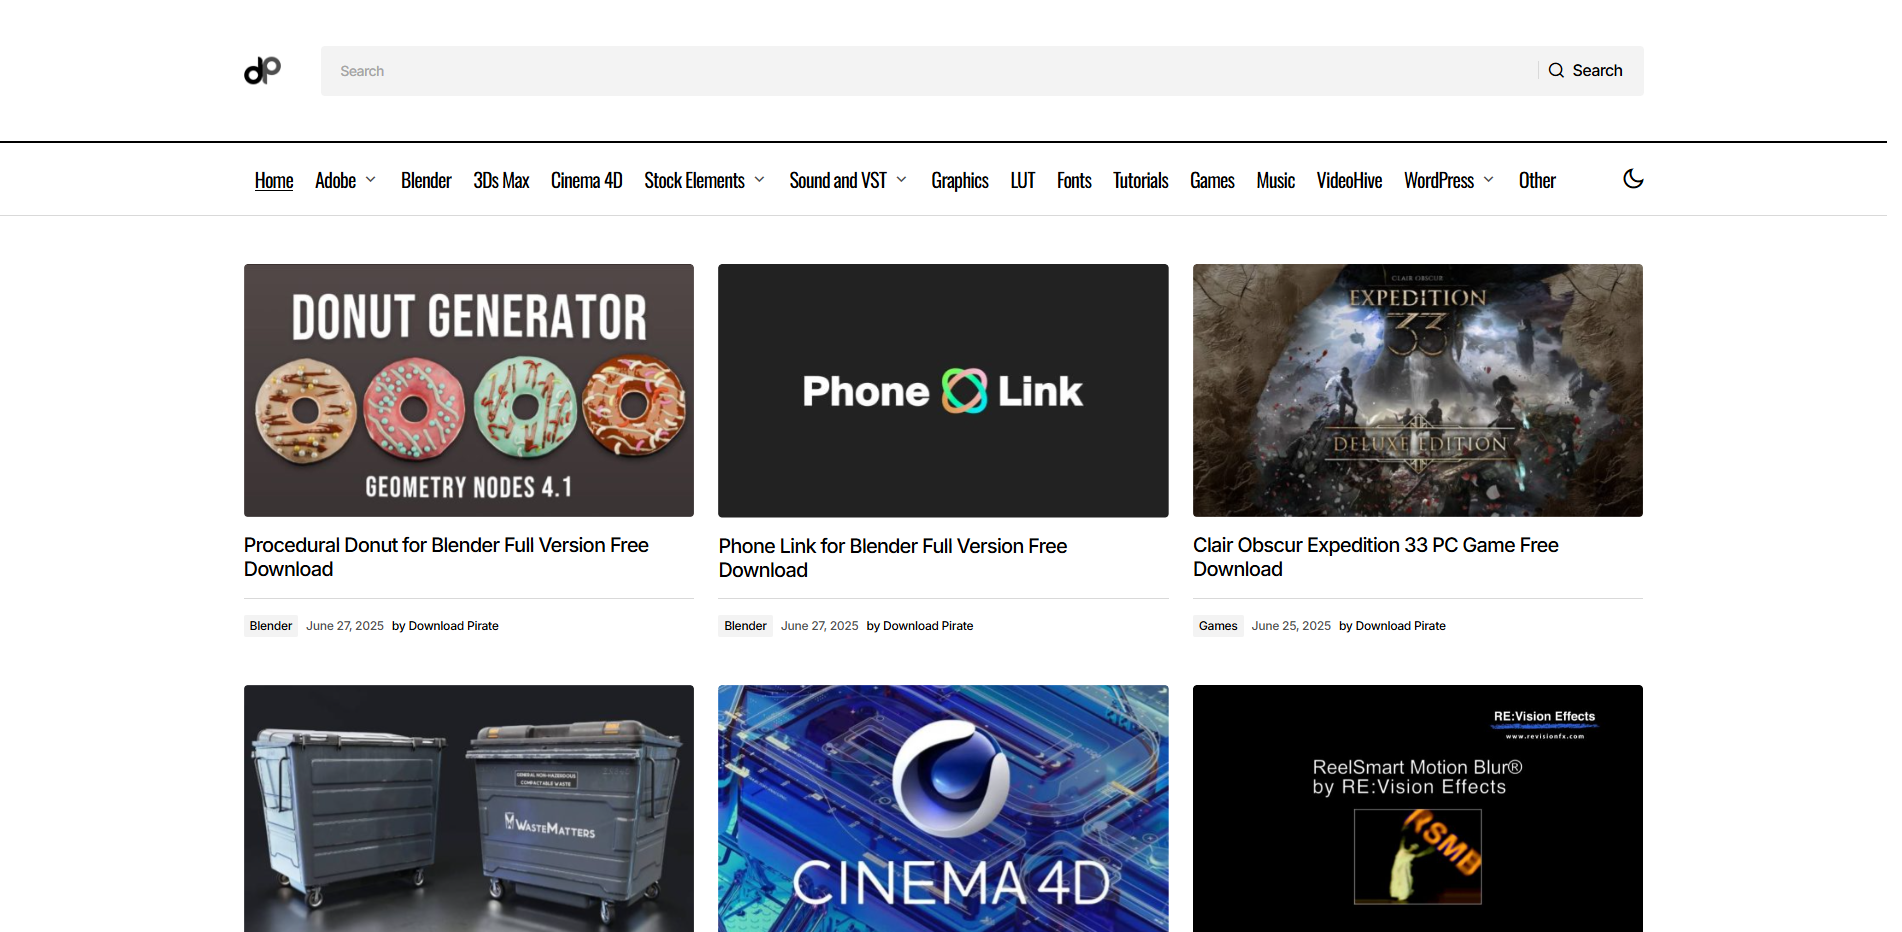 dp
Search
Search
Home Adobe Blender 3Ds Max Cinema 4D Stock Elements Sound and VST Graphics LUT Fonts Tutorials Games Music VideoHive WordPress Other
DONUT GENERATOR
GEOMETRY NODES 4.1
Phone Link
CLAIR OBSCUR
EXPEDITION
33
DELUXE EDITION
Procedural Donut for Blender Full Version Free
Download
Phone Link for Blender Full Version Free
Download
Clair Obscur Expedition 33 PC Game Free
Download
Blender June 27, 2025 by Download Pirate
Blender June 27, 2025 by Download Pirate
Games June 25, 2025 by Download Pirate
GENERAL NON-HAZARDOUS
COMPACTABLE WASTE
WASTEMATTERS
CINEMA 4D
RE:Vision Effects
www.revisionfx.com
ReelSmart Motion Blur®
by RE:Vision Effects
RSMB